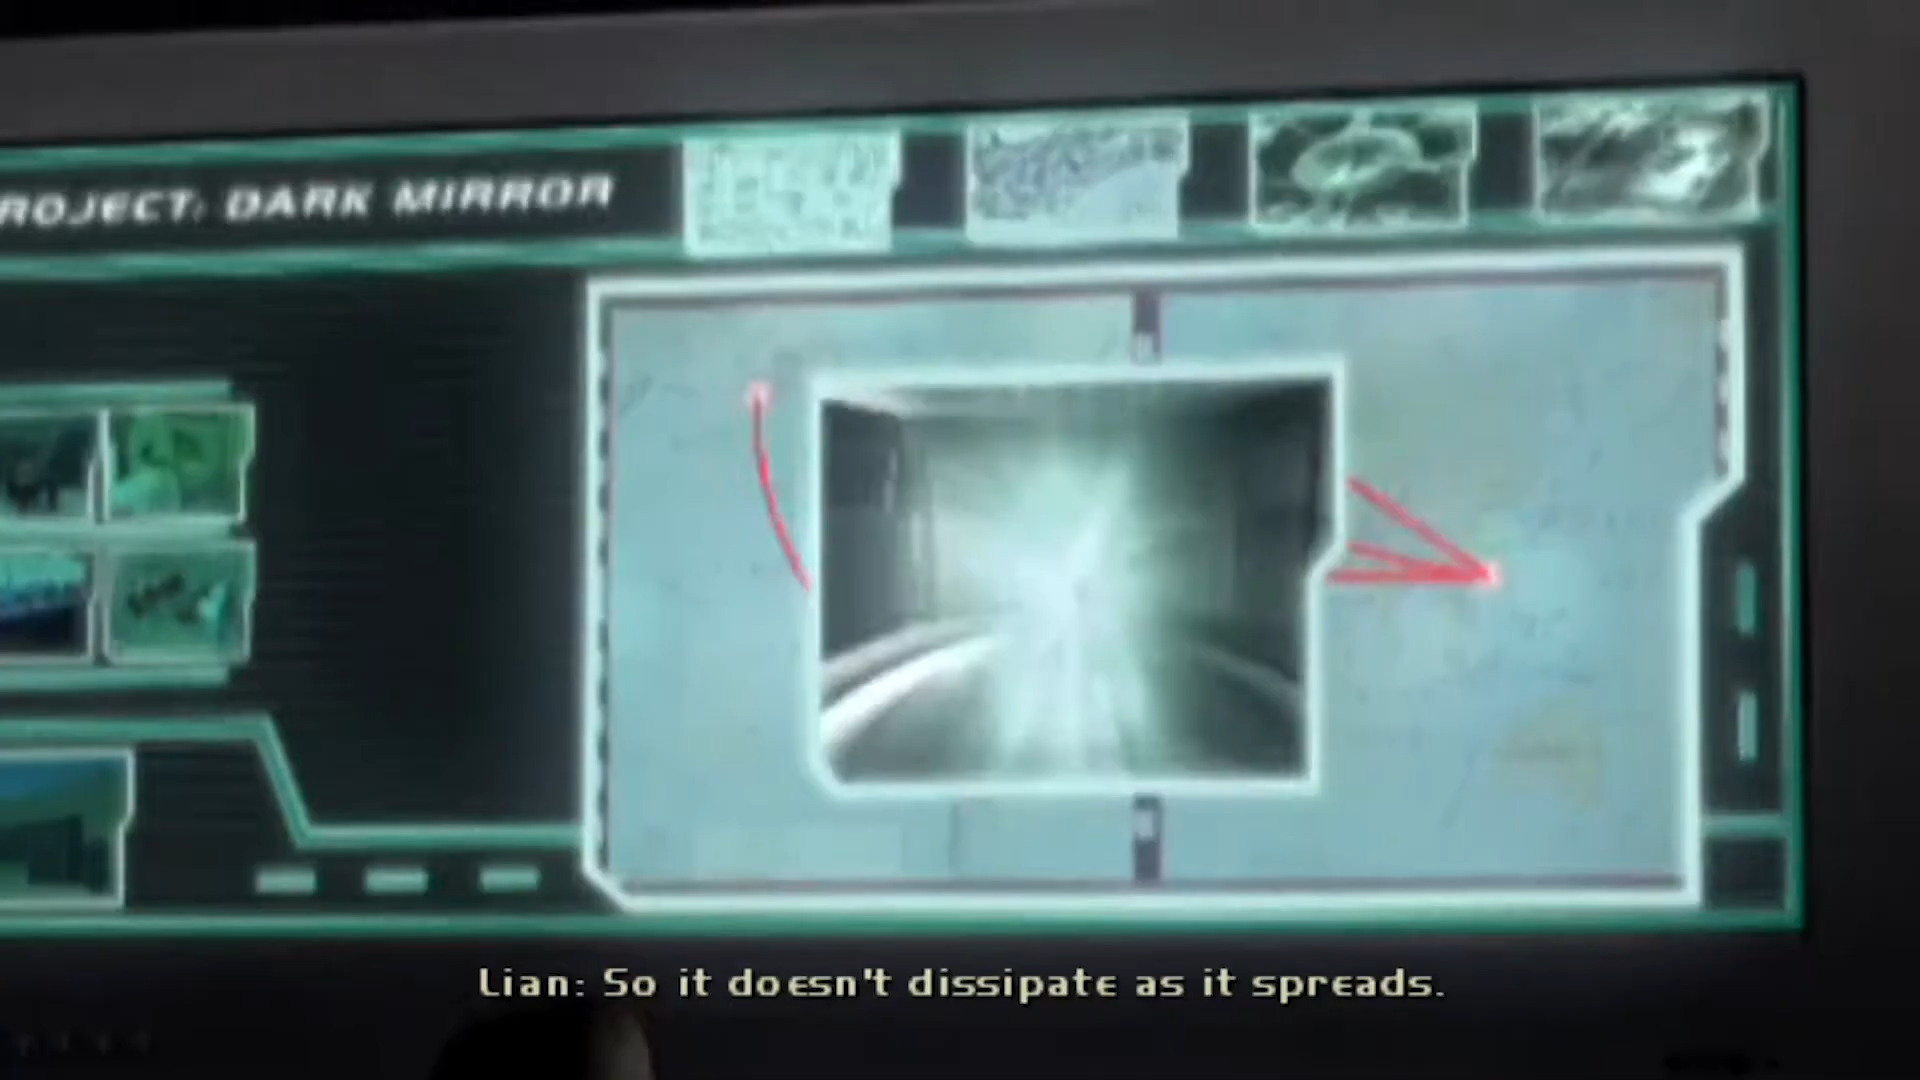 ROJECT: DARK MIRROR
Lian: So it doesn't dissipate as it spreads.